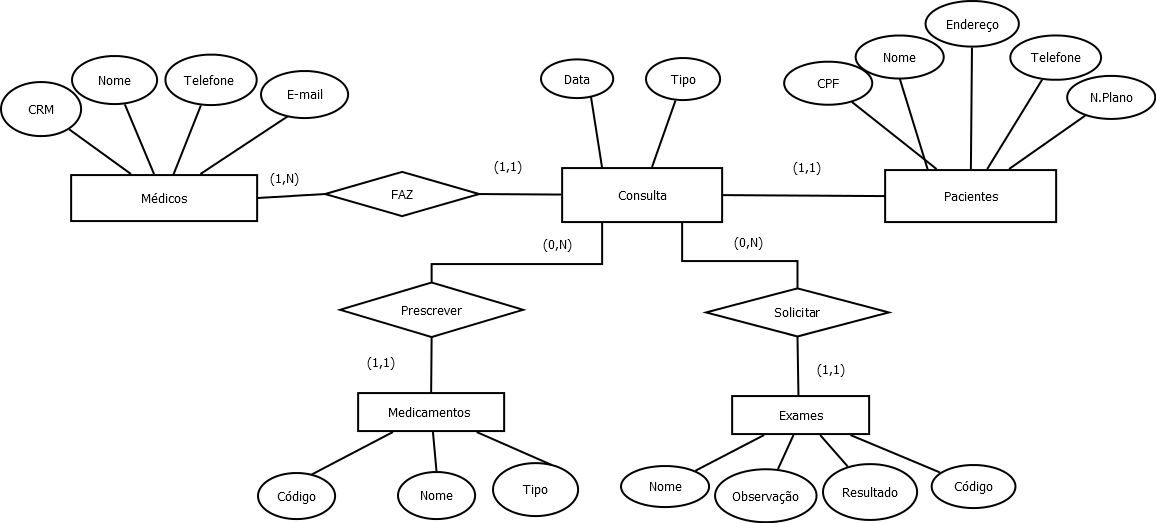 Endereço
Nome
Telefone
CPF
N.Plano
Nome
Telefone
E-mail
CRM
Data
Tipo
(1,N)
(1,1)
(1,1)
Médicos
FAZ
Consulta
Pacientes
(0,N)
(0,N)
Prescrever
Solicitar
(1,1)
(1,1)
Medicamentos
Exames
Código
Nome
Tipo
Nome
Observação
Resultado
Código